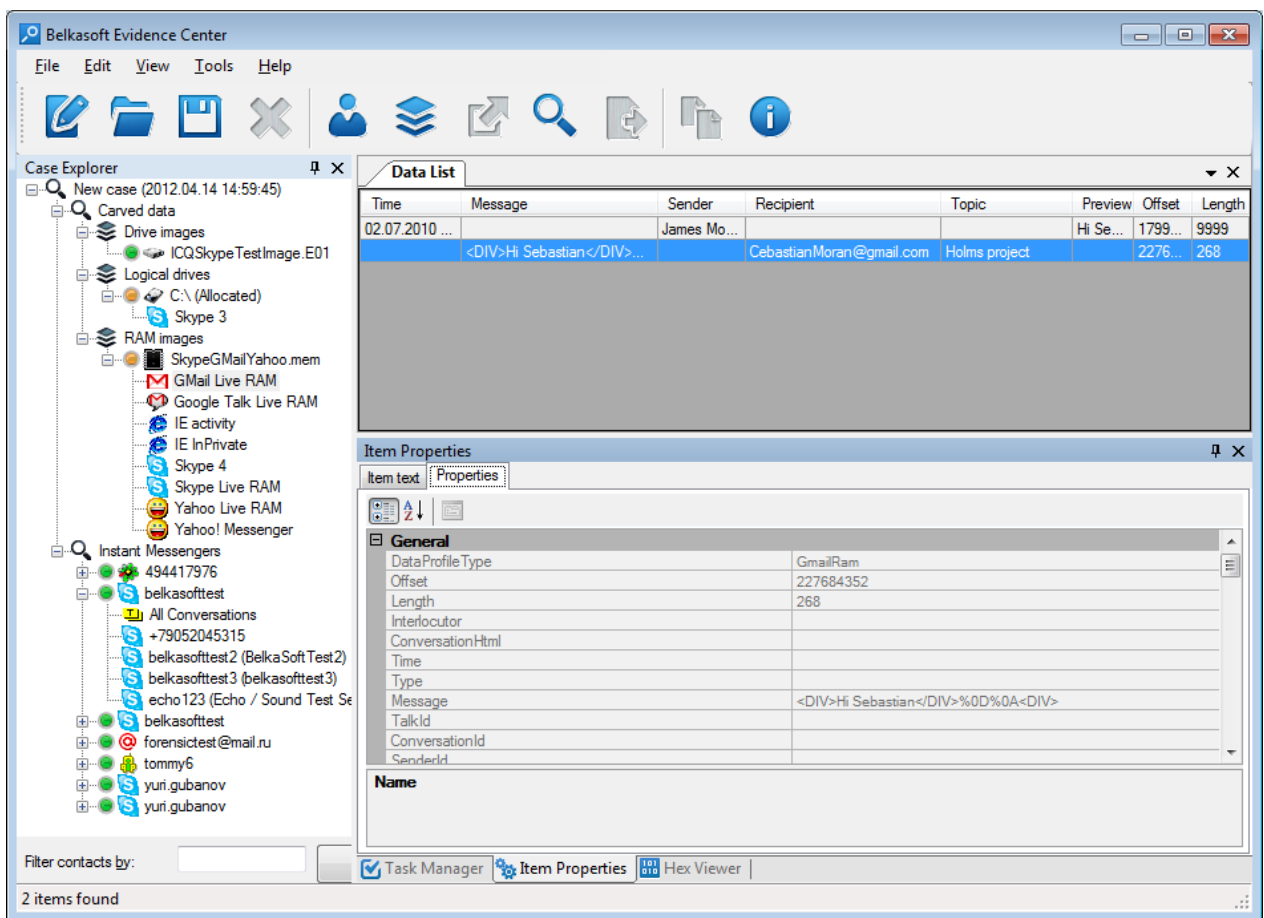 Belkasoft Evidence Center
File Edit View Tools Help
Case Explorer
New case (2012.04.14 14:59:45)
Carved data
Drive images
ICQSkypeTestImage.E01
Logical drives
C:\ (Allocated)
Skype 3
RAM images
SkypeGMailYahoo.mem
GMail Live RAM
Google Talk Live RAM
IE activity
IE InPrivate
Skype 4
Skype Live RAM
Yahoo Live RAM
Yahoo! Messenger
Instant Messengers
494417976
belkasofttest
All Conversations
+79052045315
belkasofttest2 (BelkaSoftTest2)
belkasofttest3 (belkasofttest3)
echo123 (Echo / Sound Test Se
belkasofttest
forensictest@mail.ru
tommy6
yuri.gubanov
yuri.gubanov
Filter contacts by:
Data List
Time Message Sender Recipient Topic Preview Offset Length
02.07.2010 ... James Mo... Hi Se... 1799... 9999
<DIV>Hi Sebastian</DIV>... CebastianMoran@gmail.com Holms project 2276... 268
Item Properties
Item text Properties
General
DataProfileType GmailRam
Offset 227684352
Length 268
Interlocutor
ConversationHtml
Time
Type
Message <DIV>Hi Sebastian</DIV>%0D%0A<DIV>
TalkId
ConversationId
SenderId
Name
Task Manager Item Properties Hex Viewer
2 items found